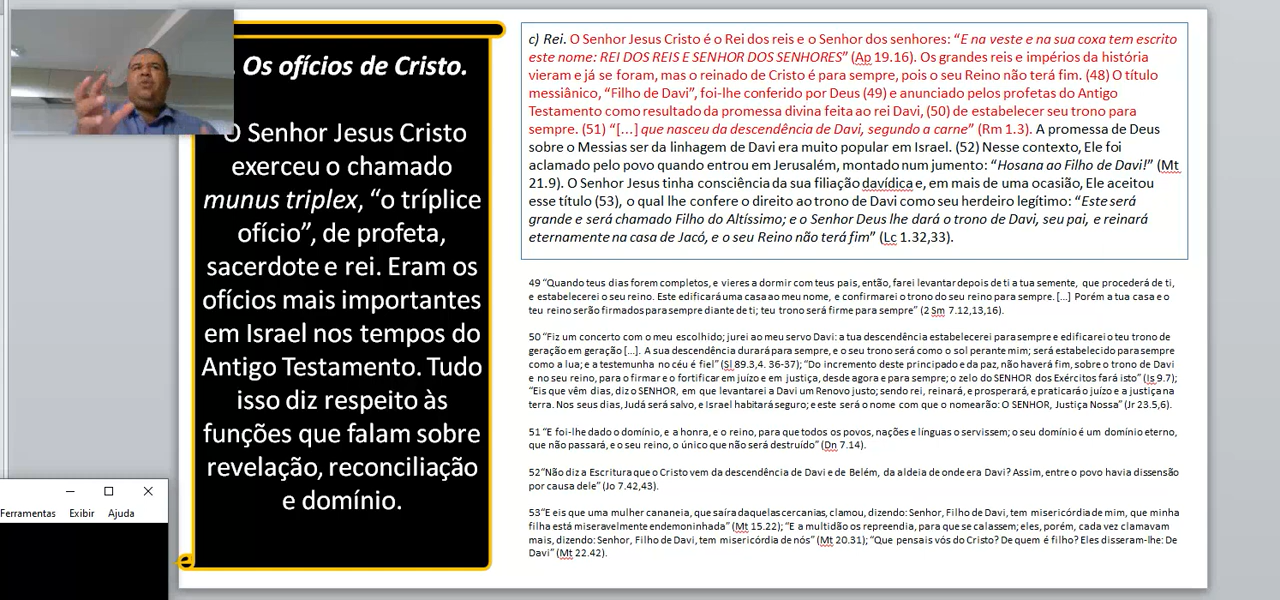 . Os ofícios de Cristo.
O Senhor Jesus Cristo
exerceu o chamado
munus triplex, “o tríplice
ofício”, de profeta,
sacerdote e rei. Eram os
ofícios mais importantes
em Israel nos tempos do
Antigo Testamento. Tudo
isso diz respeito às
funções que falam sobre
revelação, reconciliação
e domínio.
c) Rei. O Senhor Jesus Cristo é o Rei dos reis e o Senhor dos senhores: “E na veste e na sua coxa tem escrito
este nome: REI DOS REIS E SENHOR DOS SENHORES” (Ap 19.16). Os grandes reis e impérios da história
vieram e já se foram, mas o reinado de Cristo é para sempre, pois o seu Reino não terá fim. (48) O título
messiânico, “Filho de Davi”, foi-lhe conferido por Deus (49) e anunciado pelos profetas do Antigo
Testamento como resultado da promessa divina feita ao rei Davi, (50) de estabelecer seu trono para
sempre. (51) “[...] que nasceu da descendência de Davi, segundo a carne” (Rm 1.3). A promessa de Deus
sobre o Messias ser da linhagem de Davi era muito popular em Israel. (52) Nesse contexto, Ele foi
aclamado pelo povo quando entrou em Jerusalém, montado num jumento: “Hosana ao Filho de Davi!” (Mt
21.9). O Senhor Jesus tinha consciência da sua filiação davídica e, em mais de uma ocasião, Ele aceitou
esse título (53), o qual lhe confere o direito ao trono de Davi como seu herdeiro legítimo: “Este será
grande e será chamado Filho do Altíssimo; e o Senhor Deus lhe dará o trono de Davi, seu pai, e reinará
eternamente na casa de Jacó, e o seu Reino não terá fim” (Lc 1.32,33).
49 “Quando teus dias forem completos, e vieres a dormir com teus pais, então, farei levantar depois de ti a tua semente, que procederá de ti,
e estabelecerei o seu reino. Este edificará uma casa ao meu nome, e confirmarei o trono do seu reino para sempre. [...] Porém a tua casa e o
teu reino serão firmados para sempre diante de ti; teu trono será firme para sempre” (2 Sm 7.12,13,16).
50 “Fiz um concerto com o meu escolhido; jurei ao meu servo Davi: a tua descendência estabelecerei para sempre e edificarei o teu trono de
geração em geração [...]. A sua descendência durará para sempre, e o seu trono será como o sol perante mim; será estabelecido para sempre
como a lua; e a testemunha no céu é fiel” (Sl 89.3,4. 36-37); “Do incremento deste principado e da paz, não haverá fim, sobre o trono de Davi
e no seu reino, para o firmar e o fortificar em juízo e em justiça, desde agora e para sempre; o zelo do SENHOR dos Exércitos fará isto” (Is 9.7);
“Eis que vêm dias, diz o SENHOR, em que levantarei a Davi um Renovo justo; sendo rei, reinará, e prosperará, e praticará o juízo e a justiça na
terra. Nos seus dias, Judá será salvo, e Israel habitará seguro; e este será o nome com que o nomearão: O SENHOR, Justiça Nossa” (Jr 23.5,6).
51 “E foi-lhe dado o domínio, e a honra, e o reino, para que todos os povos, nações e línguas o servissem; o seu domínio é um domínio eterno,
que não passará, e o seu reino, o único que não será destruído” (Dn 7.14).
52“Não diz a Escritura que o Cristo vem da descendência de Davi e de Belém, da aldeia de onde era Davi? Assim, entre o povo havia dissensão
por causa dele” (Jo 7.42,43).
53“E eis que uma mulher cananeia, que saíra daquelas cercanias, clamou, dizendo: Senhor, Filho de Davi, tem misericórdia de mim, que minha
filha está miseravelmente endemoninhada” (Mt 15.22); “E a multidão os repreendia, para que se calassem; eles, porém, cada vez clamavam
mais, dizendo: Senhor, Filho de Davi, tem misericórdia de nós” (Mt 20.31); “Que pensais vós do Cristo? De quem é filho? Eles disseram-lhe: De
Davi” (Mt 22.42).
Ferramentas Exibir Ajuda